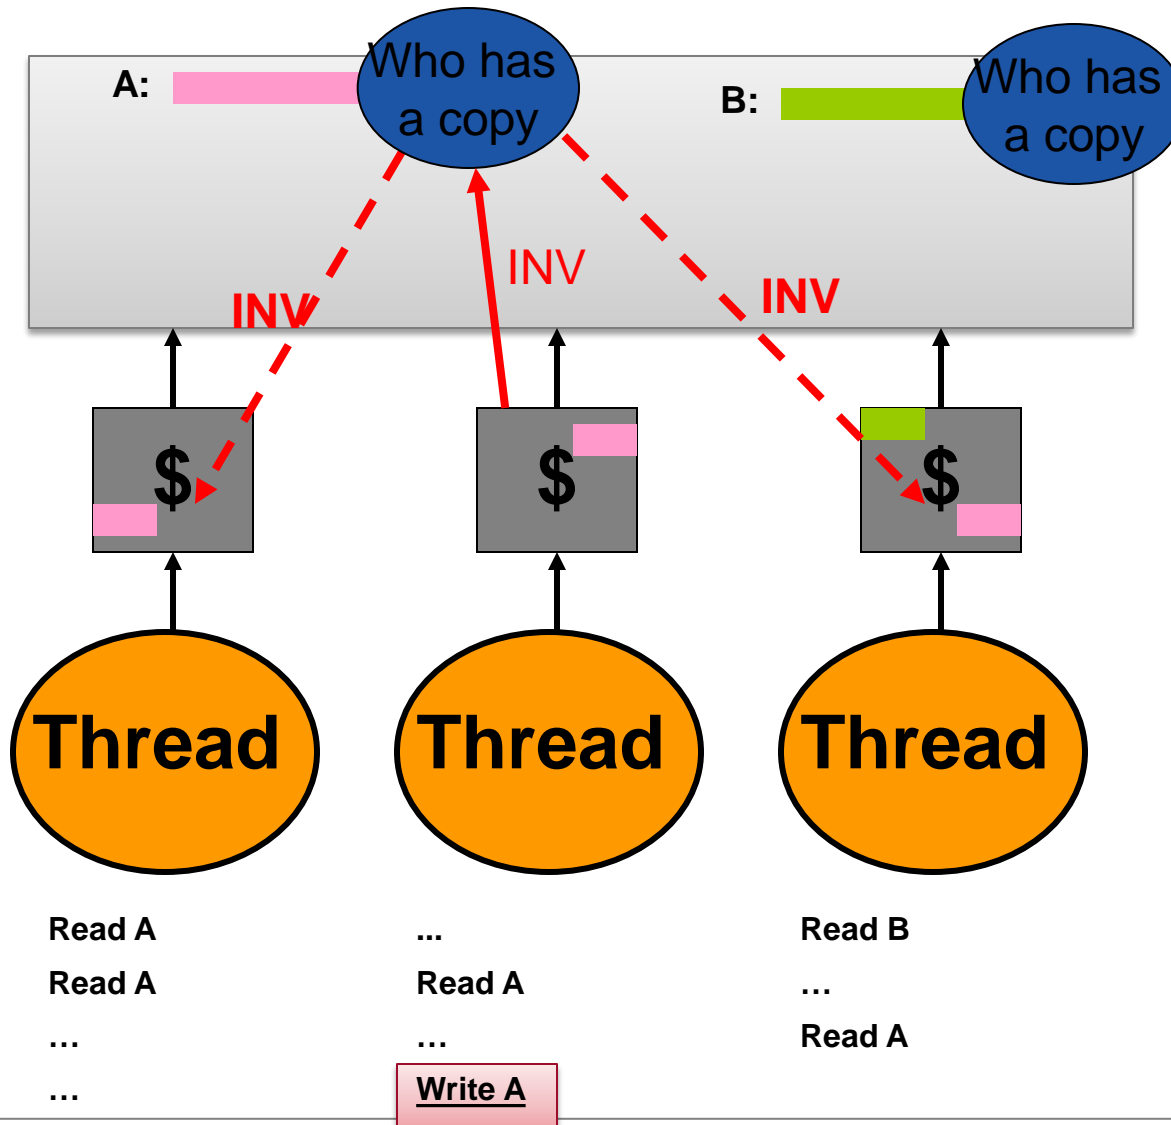 A:
Who has
a copy
B:
Who has
a copy
INV
INV
INV
$
$
$
Thread
Thread
Thread
Read A
...
Read B
Read A
Read A
…
…
…
Read A
…
Write A